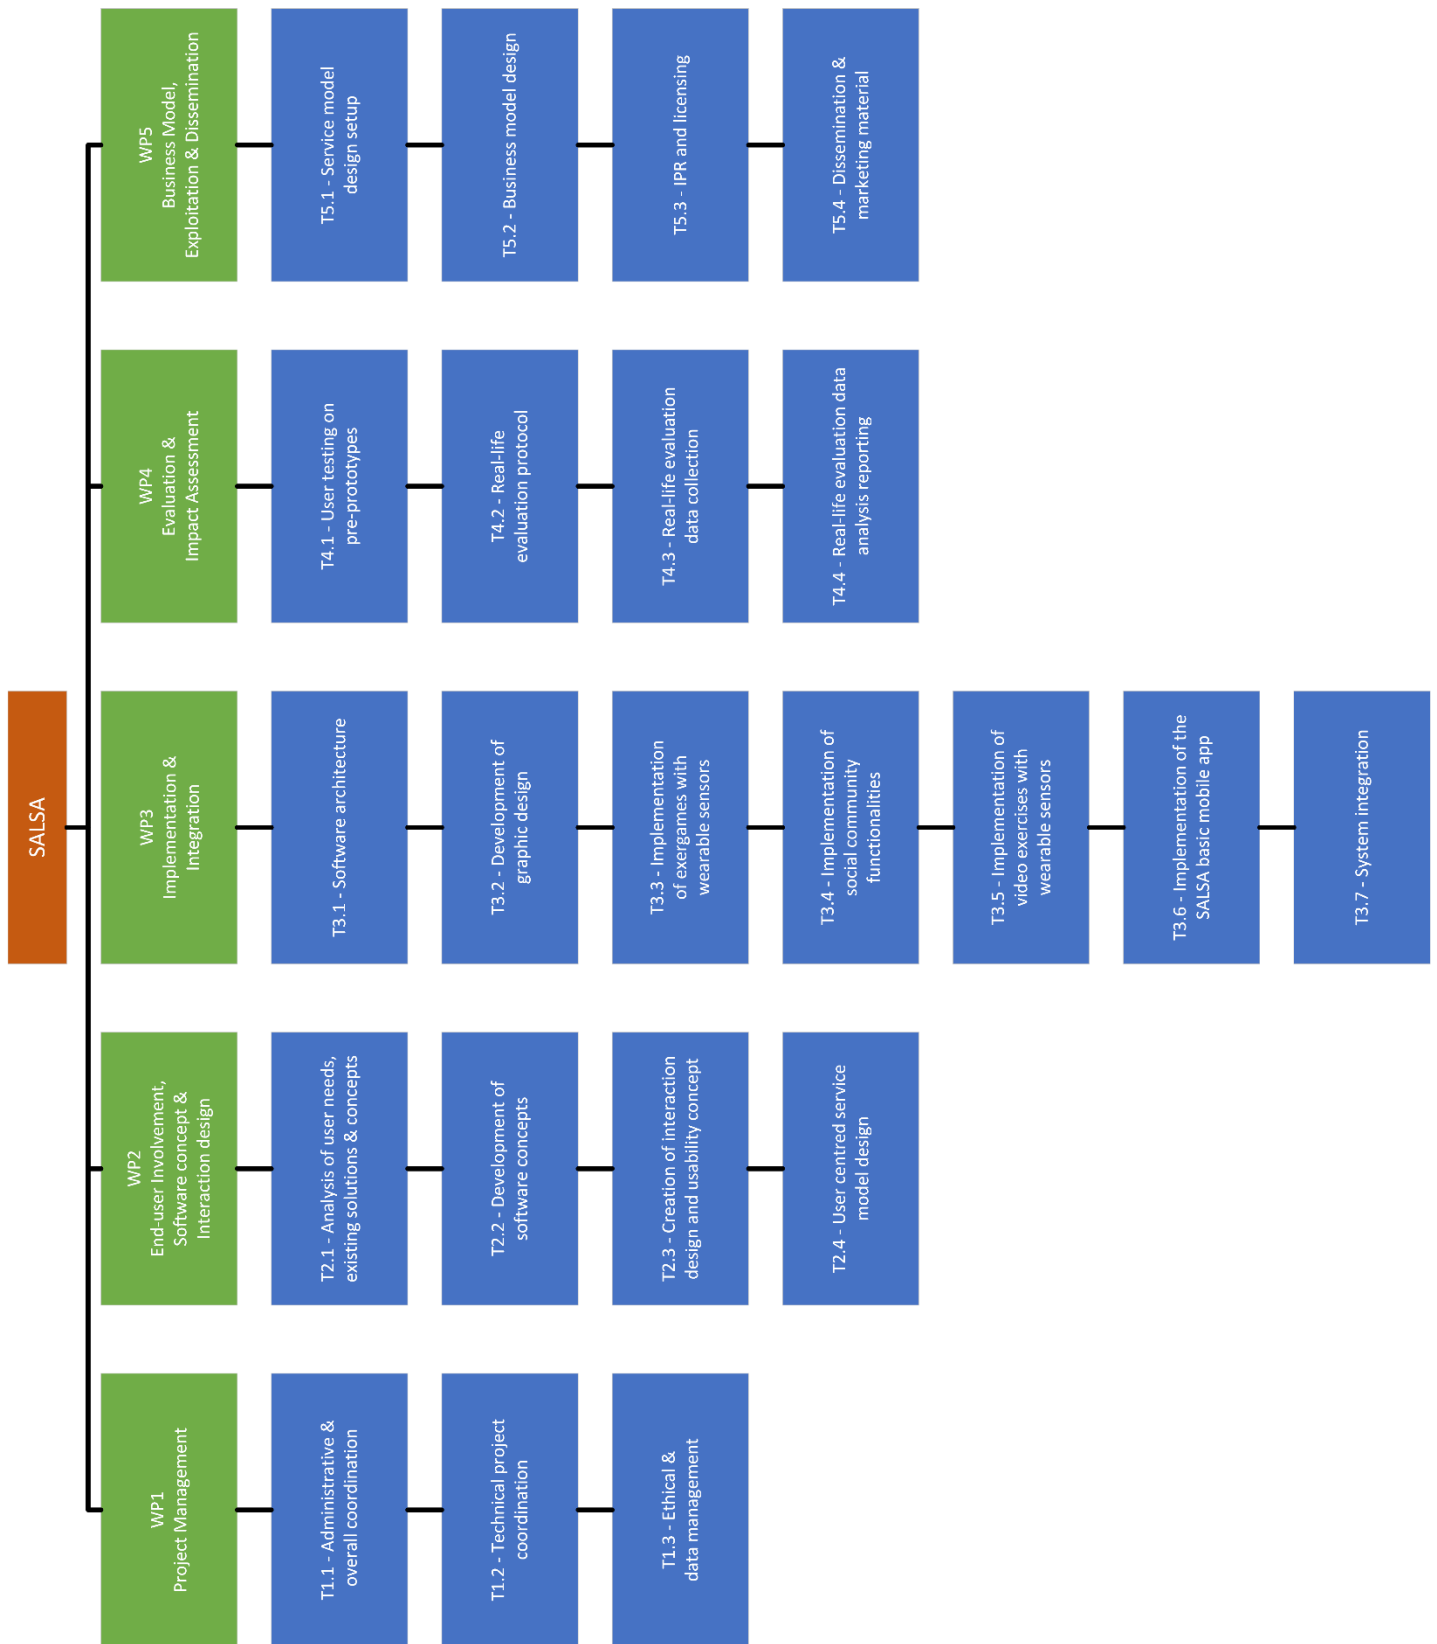 SALSA
WP1
Project Management
T1.1 - Administrative &
overall coordination
T1.2 - Technical project
coordination
T1.3 - Ethical &
data management
WP2
End-user Involvement,
Software concept &
Interaction design
T2.1 - Analysis of user needs,
existing solutions & concepts
T2.2 - Development of
software concepts
T2.3 - Creation of interaction
design and usability concept
T2.4 - User centred service
model design
WP3
Implementation &
Integration
T3.1 - Software architecture
T3.2 - Development of
graphic design
T3.3 - Implementation
of exergames with
wearable sensors
T3.4 - Implementation of
social community
functionalities
T3.5 - Implementation of
video exercises with
wearable sensors
T3.6 - Implementation of the
SALSA basic mobile app
T3.7 - System integration
WP4
Evaluation &
Impact Assessment
T4.1 - User testing on
pre-prototypes
T4.2 - Real-life
evaluation protocol
T4.3 - Real-life evaluation
data collection
T4.4 - Real-life evaluation data
analysis reporting
WP5
Business Model,
Exploitation & Dissemination
T5.1 - Service model
design setup
T5.2 - Business model design
T5.3 - IPR and licensing
T5.4 - Dissemination &
marketing material